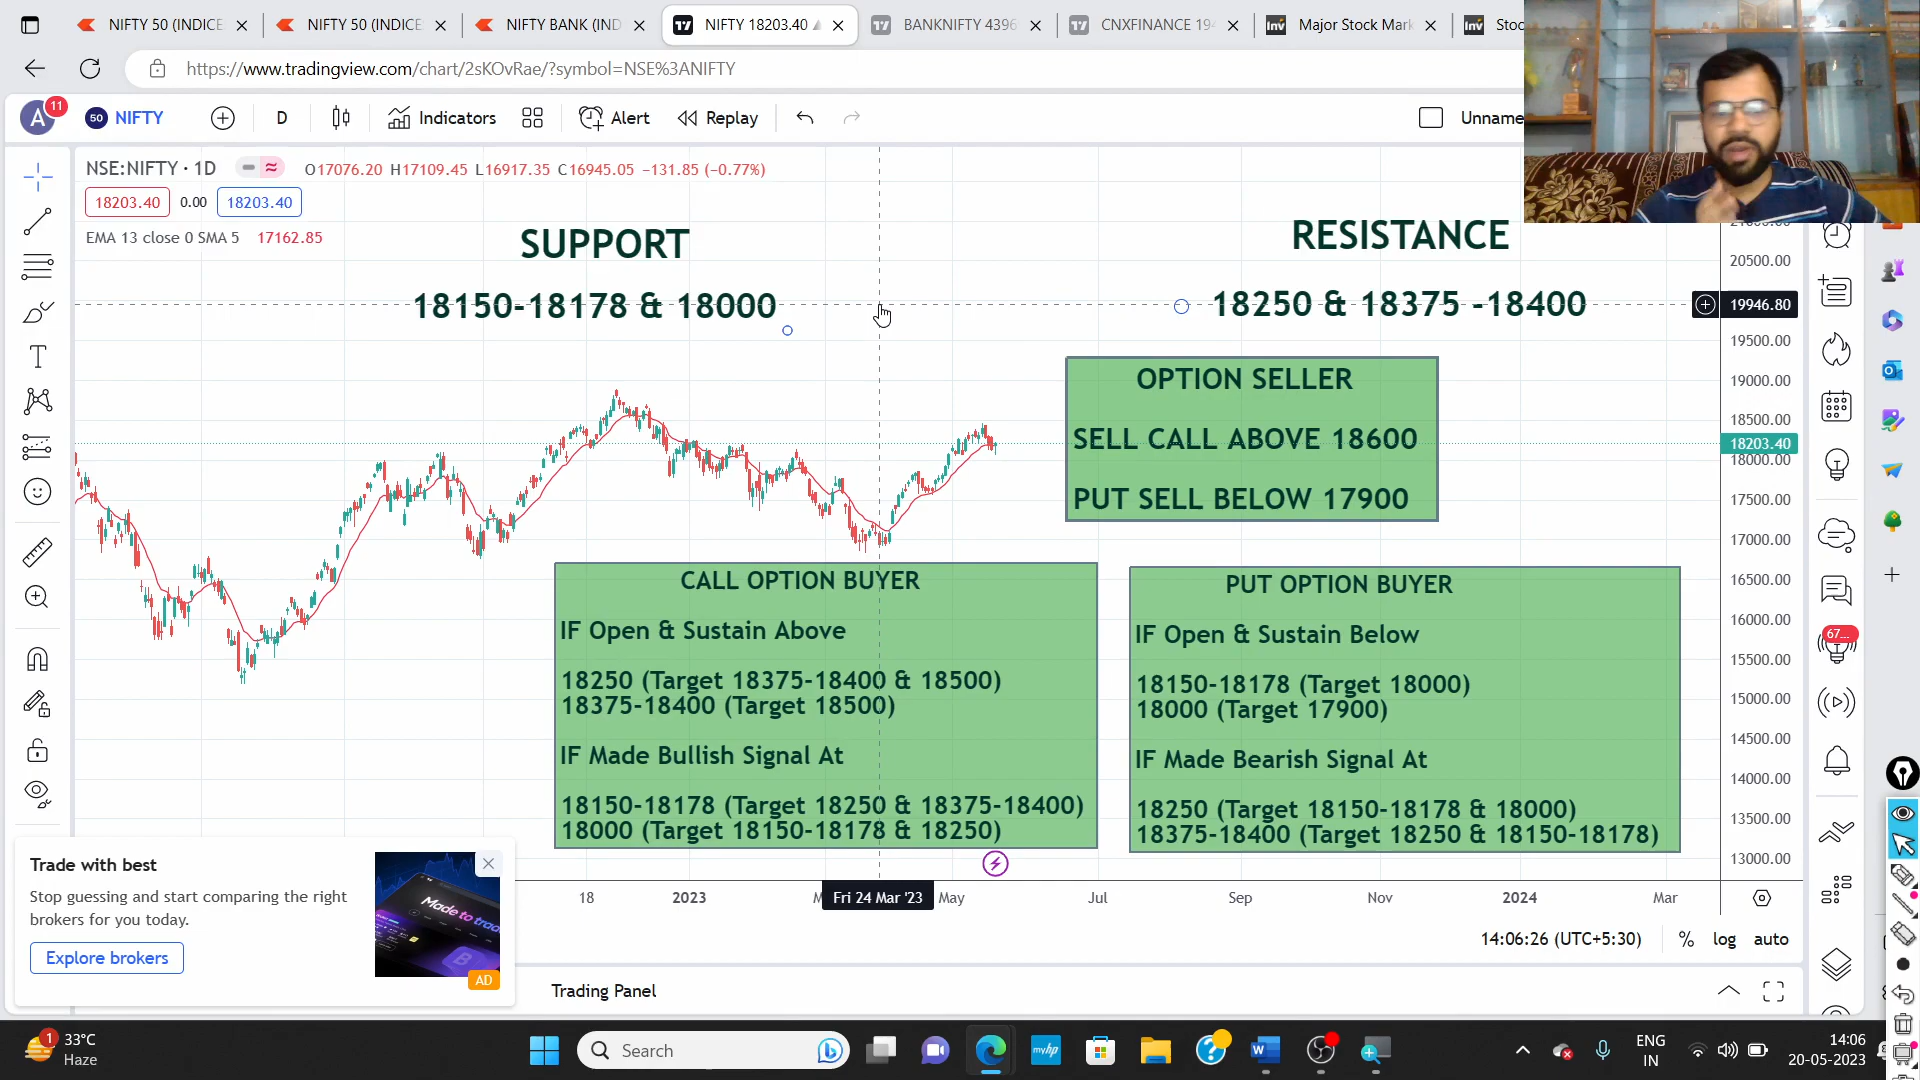 NIFTY 50 (INDICE
NIFTY 50 (INDICE
NIFTY BANK (IND
NIFTY 18203.40
BANKNIFTY 4396
CNXFINANCE 194
Major Stock Mark
Stoc
https://www.tradingview.com/chart/2sKOvRae/?symbol=NSE%3ANIFTY
A
11
50 NIFTY
D
Indicators
Alert
Replay
Unname
NSE:NIFTY · 1D
O17076.20 H17109.45 L16917.35 C16945.05 −131.85 (−0.77%)
18203.40 0.00 18203.40
EMA 13 close 0 SMA 5 17162.85
SUPPORT
18150-18178 & 18000
RESISTANCE
18250 & 18375 -18400
OPTION SELLER
SELL CALL ABOVE 18600
PUT SELL BELOW 17900
CALL OPTION BUYER
IF Open & Sustain Above
18250 (Target 18375-18400 & 18500)
18375-18400 (Target 18500)
IF Made Bullish Signal At
18150-18178 (Target 18250 & 18375-18400)
18000 (Target 18150-18178 & 18250)
PUT OPTION BUYER
IF Open & Sustain Below
18150-18178 (Target 18000)
18000 (Target 17900)
IF Made Bearish Signal At
18250 (Target 18150-18178 & 18000)
18375-18400 (Target 18250 & 18150-18178)
20500.00
19946.80
19500.00
19000.00
18500.00
18203.40
18000.00
17500.00
17000.00
16500.00
16000.00
15500.00
15000.00
14500.00
14000.00
13500.00
13000.00
67...
18
2023
Fri 24 Mar '23
May
Jul
Sep
Nov
2024
Mar
14:06:26 (UTC+5:30)
%
log
auto
Trade with best
Stop guessing and start comparing the right
brokers for you today.
Explore brokers
Made to trad
AD
Trading Panel
1
33°C
Haze
Search
myhp
ENG
IN
14:06
20-05-2023